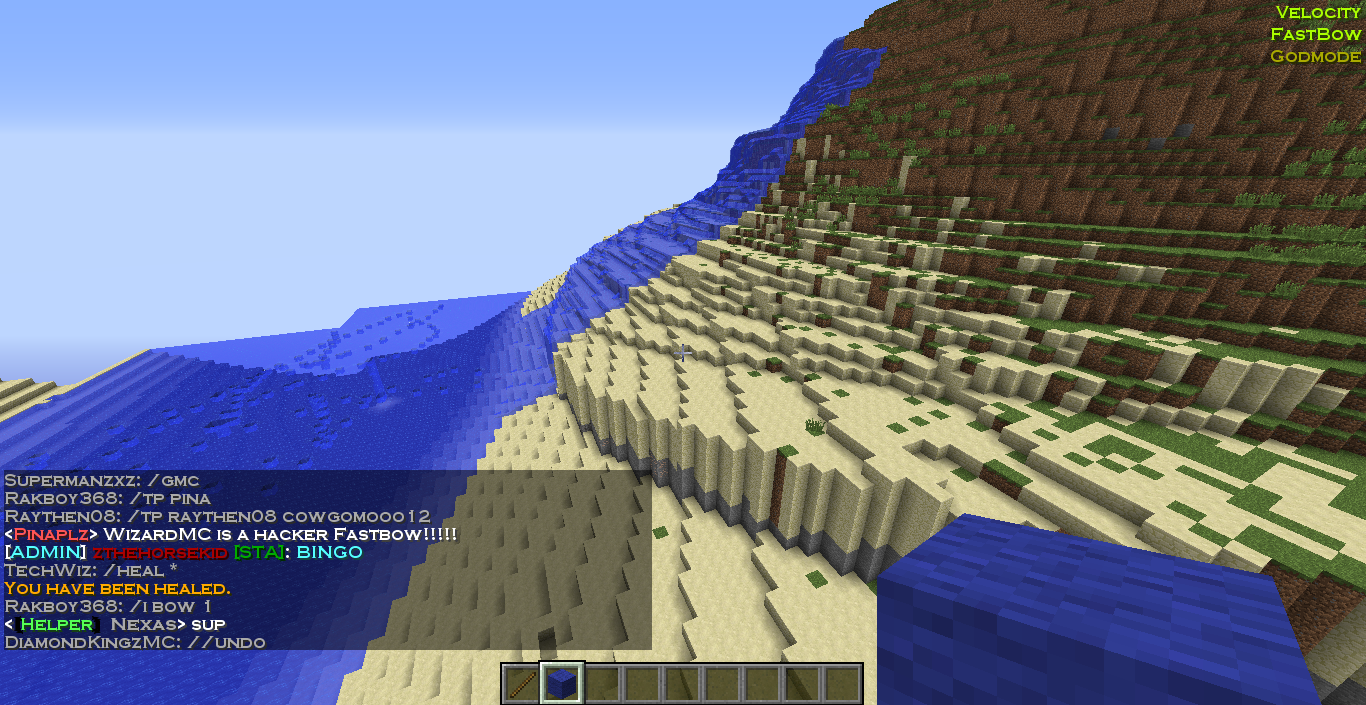 Velocity
FastBow
Godmode
Supermanzxz: /gmc
Rakboy368: /tp pina
Raythen08: /tp raythen08 cowgomooo12
<Pinaplz> WizardMC is a hacker Fastbow!!!!!
[ADMIN] zthehorsekid [STA]: BINGO
TechWiz: /heal *
You have been healed.
Rakboy368: /i bow 1
<[Helper] Nexas> sup
DiamondKingzMC: //undo